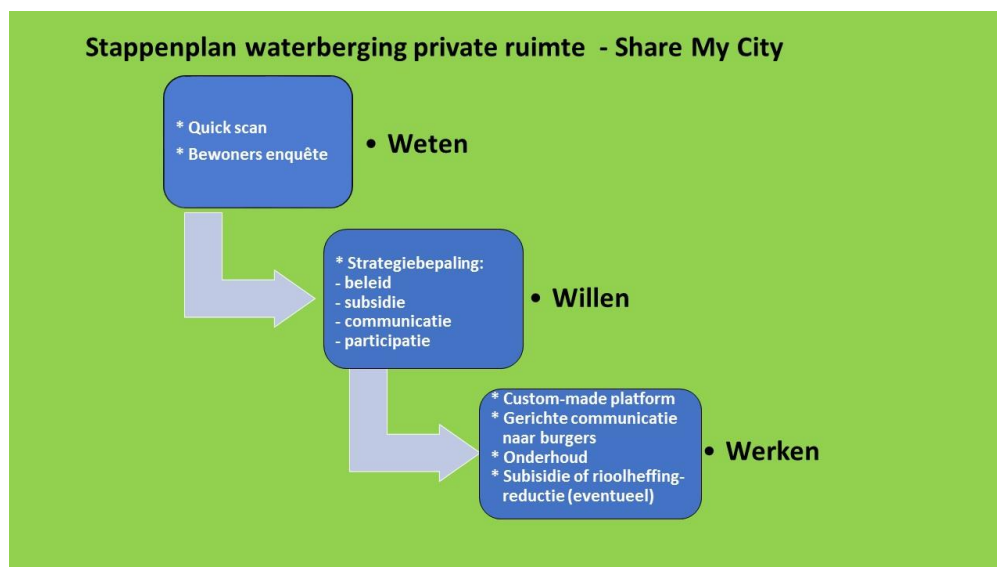 Stappenplan waterberging private ruimte - Share My City
* Quick scan
* Bewoners enquête
• Weten
* Strategiebepaling:
- beleid
- subsidie
- communicatie
- participatie
• Willen
* Custom-made platform
* Gerichte communicatie
naar burgers
* Onderhoud
* Subisidie of rioolheffing-
reductie (eventueel)
• Werken